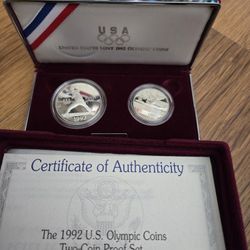 USA
UNITED STATES MINT 1992 OLYMPIC COINS
1992
Certificate of Authenticity
The 1992 U.S. Olympic Coins
Two-Coin Proof Set